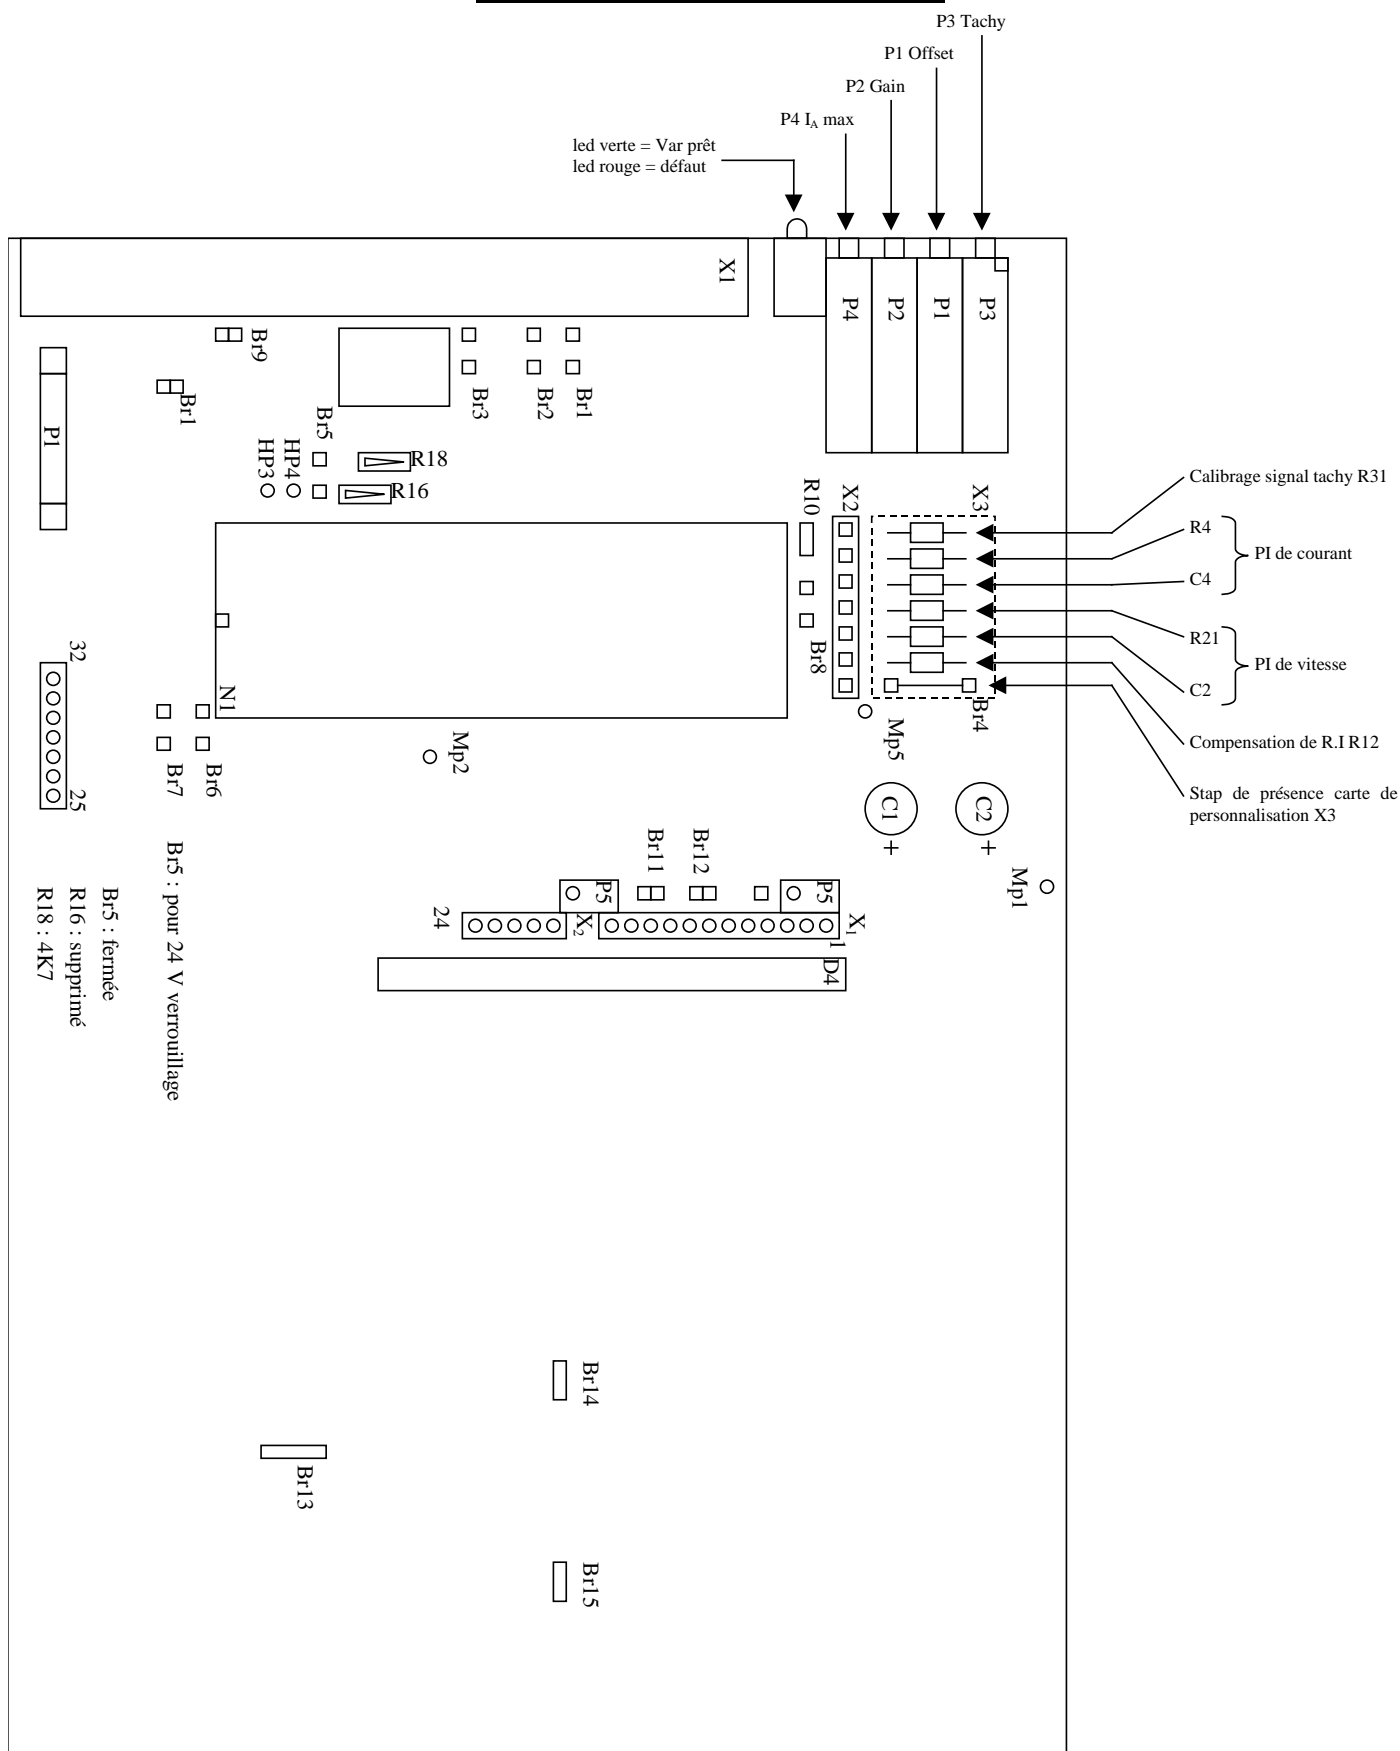 P3 Tachy
P1 Offset
P2 Gain
P4 IA max
led verte = Var prêt
led rouge = défaut
X1
P4
P2
P1
P3
Br9
Br3
Br2
Br1
Br1
P1
Br5
HP3
HP4
R18
R16
R10
X2
X3
Calibrage signal tachy R31
R4
PI de courant
C4
R21
PI de vitesse
C2
Compensation de R.I R12
Stap de présence carte de
personnalisation X3
32
25
N1
Br8
Br4
Mp5
Mp2
Br7
Br6
C1
+
C2
+
Mp1
Br11
Br12
P5
P5
24
X2
X1
1
D4
Br5 : pour 24 V verrouillage
Br5 : fermée
R16 : supprimé
R18 : 4K7
Br14
Br13
Br15